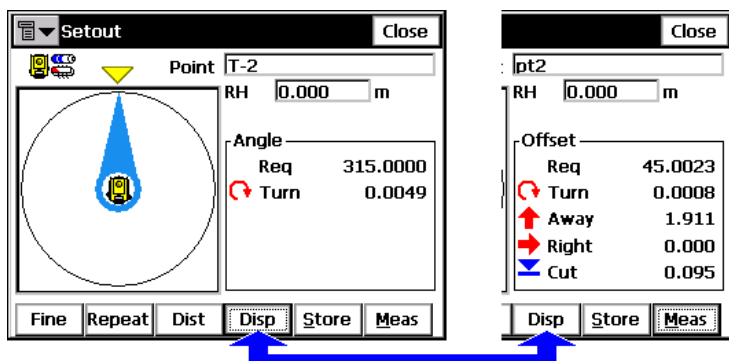 Setout Close
Point T-2
RH 0.000 m
Angle
Req 315.0000
Turn 0.0049
Fine Repeat Dist Disp Store Meas
Close
: pt2
RH 0.000 m
Offset
Req 45.0023
Turn 0.0008
Away 1.911
Right 0.000
Cut 0.095
Disp Store Meas